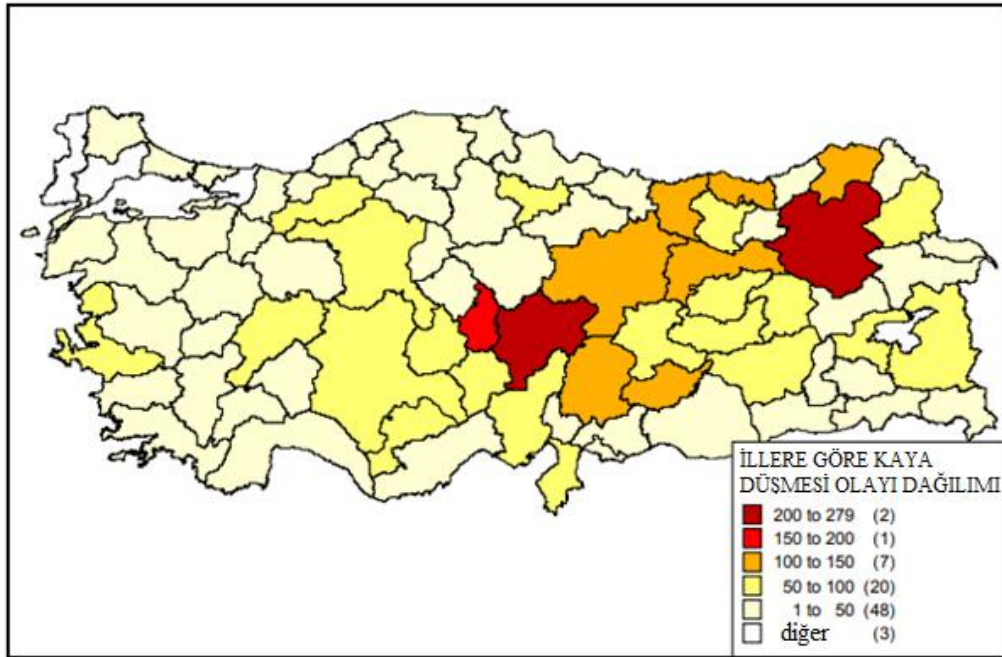 İLLERE GÖRE KAYA
DÜŞMESİ OLAYI DAĞILIMI
200 to 279 (2)
150 to 200 (1)
100 to 150 (7)
50 to 100 (20)
1 to 50 (48)
diğer (3)